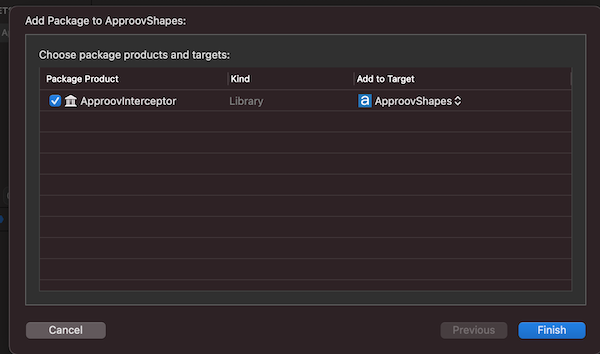 Add Package to ApproovShapes:
Choose package products and targets:
Package Product Kind Add to Target
ApproovInterceptor Library a ApproovShapes
Cancel Previous Finish